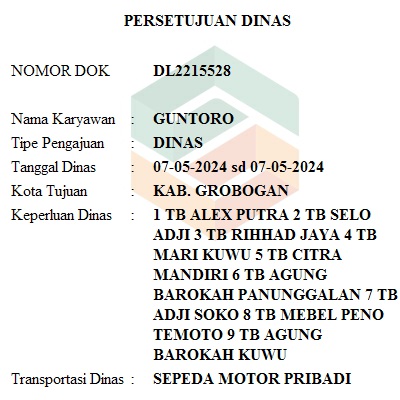 PERSETUJUAN DINAS
NOMOR DOK DL2215528
Nama Karyawan : GUNTORO
Tipe Pengajuan : DINAS
Tanggal Dinas : 07-05-2024 sd 07-05-2024
Kota Tujuan : KAB. GROBOGAN
Keperluan Dinas : 1 TB ALEX PUTRA 2 TB SELO
ADJI 3 TB RIHHAD JAYA 4 TB
MARI KUWU 5 TB CITRA
MANDIRI 6 TB AGUNG
BAROKAH PANUNGGALAN 7 TB
ADJI SOKO 8 TB MEBEL PENO
TEMOTO 9 TB AGUNG
BAROKAH KUWU
Transportasi Dinas : SEPEDA MOTOR PRIBADI